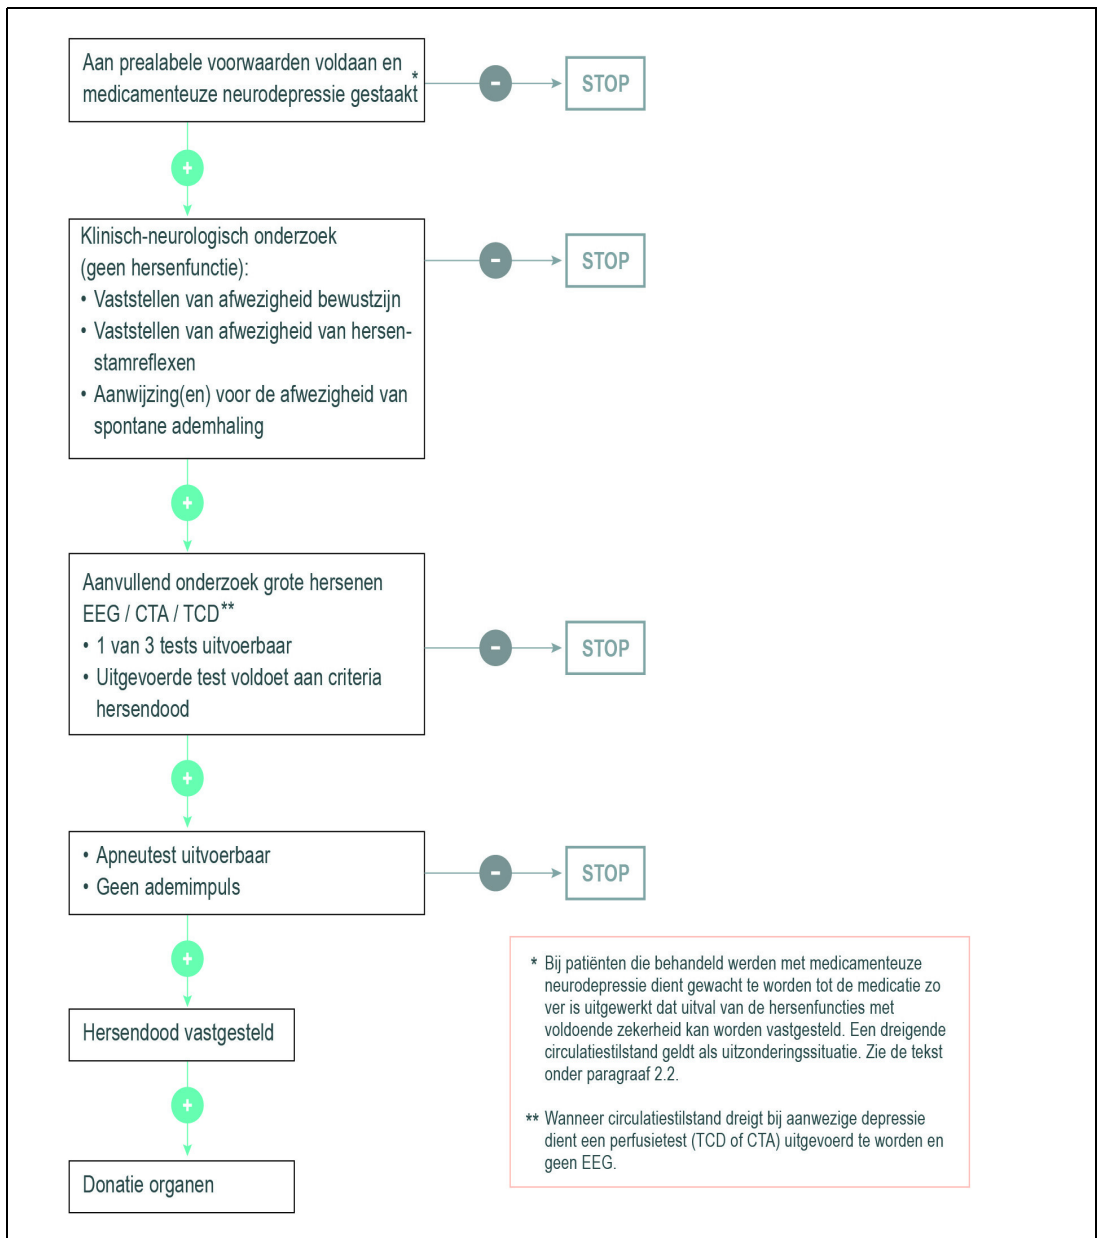 Aan prealabele voorwaarden voldaan en
medicamenteuze neurodepressie gestaakt*
-
STOP
+
Klinisch-neurologisch onderzoek
(geen hersenfunctie):
• Vaststellen van afwezigheid bewustzijn
• Vaststellen van afwezigheid van hersen-
stamreflexen
• Aanwijzing(en) voor de afwezigheid van
spontane ademhaling
-
STOP
+
Aanvullend onderzoek grote hersenen
EEG / CTA / TCD**
• 1 van 3 tests uitvoerbaar
• Uitgevoerde test voldoet aan criteria
hersendood
-
STOP
+
• Apneutest uitvoerbaar
• Geen ademimpuls
-
STOP
+
Hersendood vastgesteld
+
Donatie organen
* Bij patiënten die behandeld werden met medicamenteuze
neurodepressie dient gewacht te worden tot de medicatie zo
ver is uitgewerkt dat uitval van de hersenfuncties met
voldoende zekerheid kan worden vastgesteld. Een dreigende
circulatiestilstand geldt als uitzonderingssituatie. Zie de tekst
onder paragraaf 2.2.
** Wanneer circulatiestilstand dreigt bij aanwezige depressie
dient een perfusietest (TCD of CTA) uitgevoerd te worden en
geen EEG.